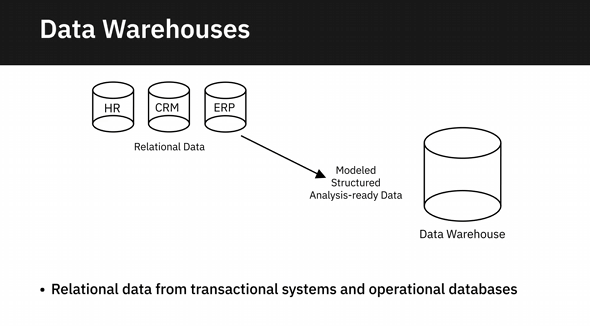 Data Warehouses
HR
CRM
ERP
Relational Data
Modeled
Structured
Analysis-ready Data
Data Warehouse
• Relational data from transactional systems and operational databases